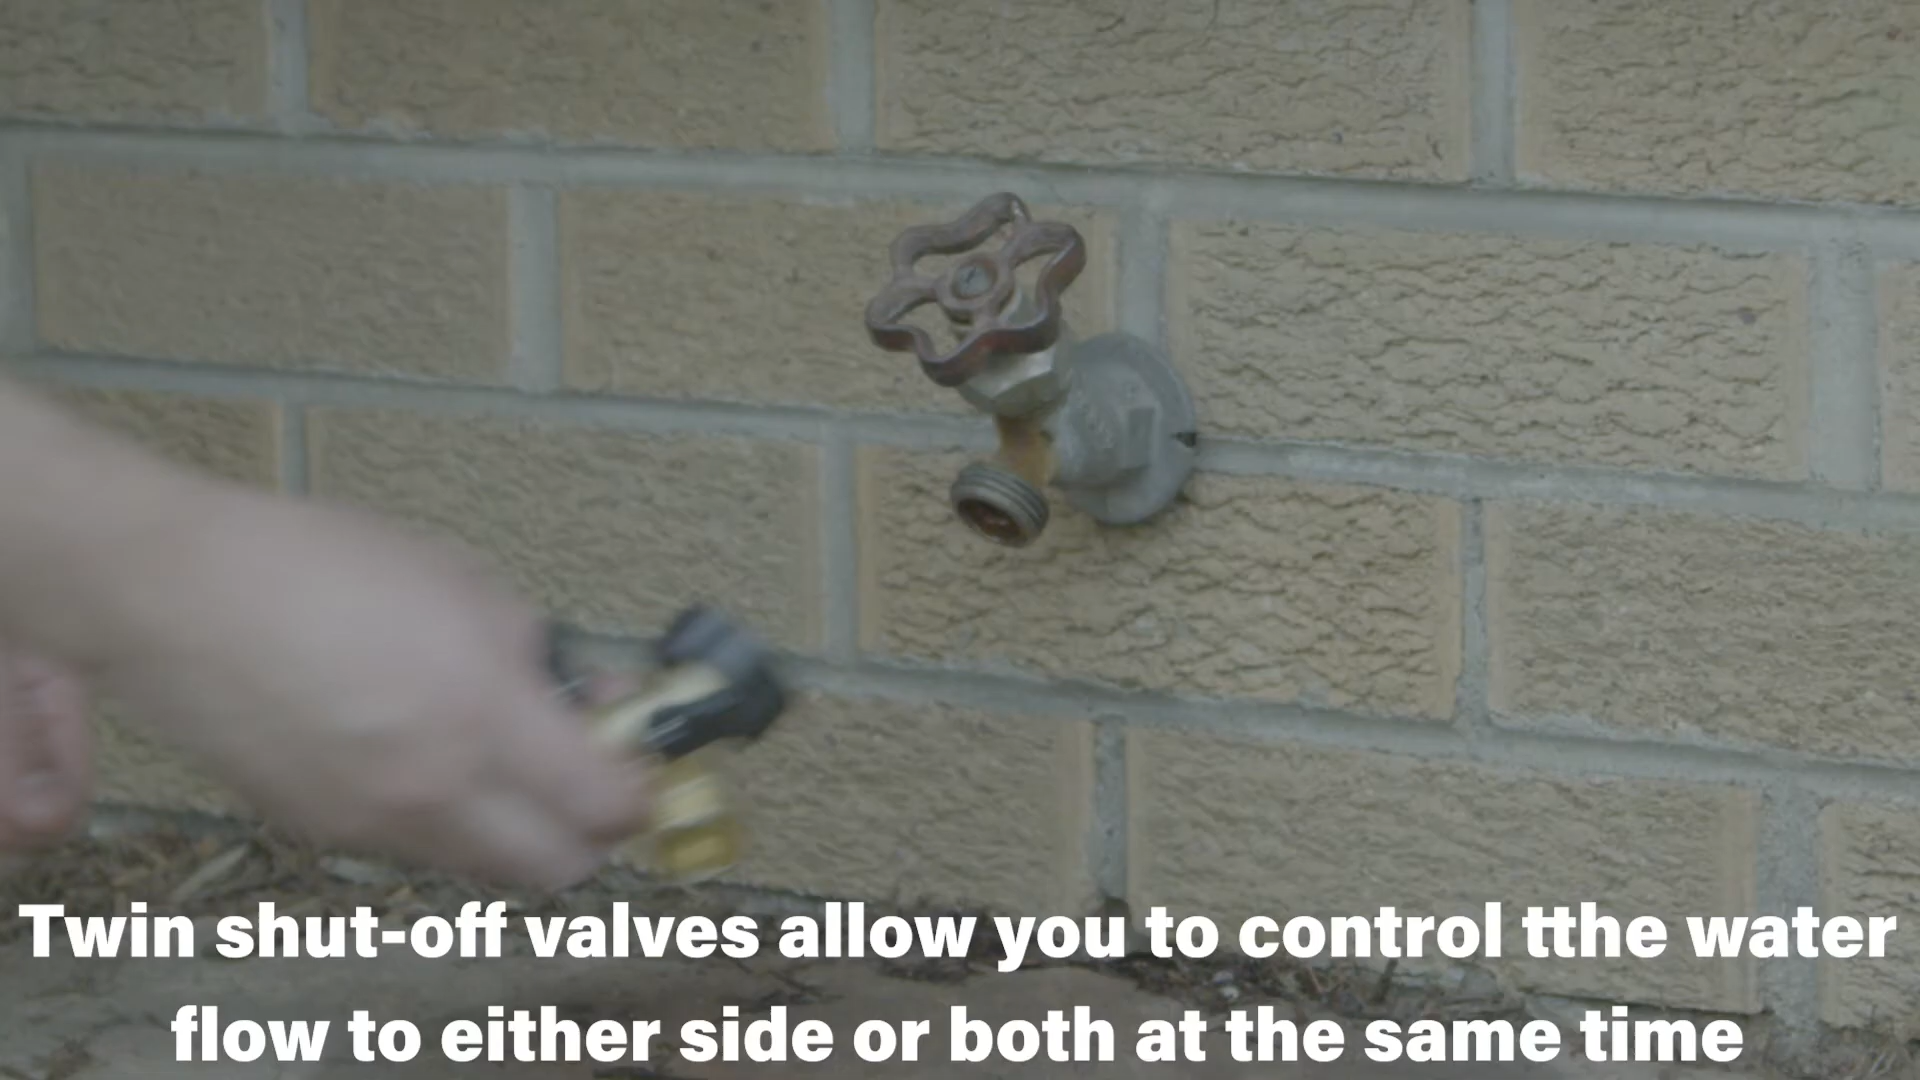 Twin shut-off valves allow you to control tthe water
flow to either side or both at the same time